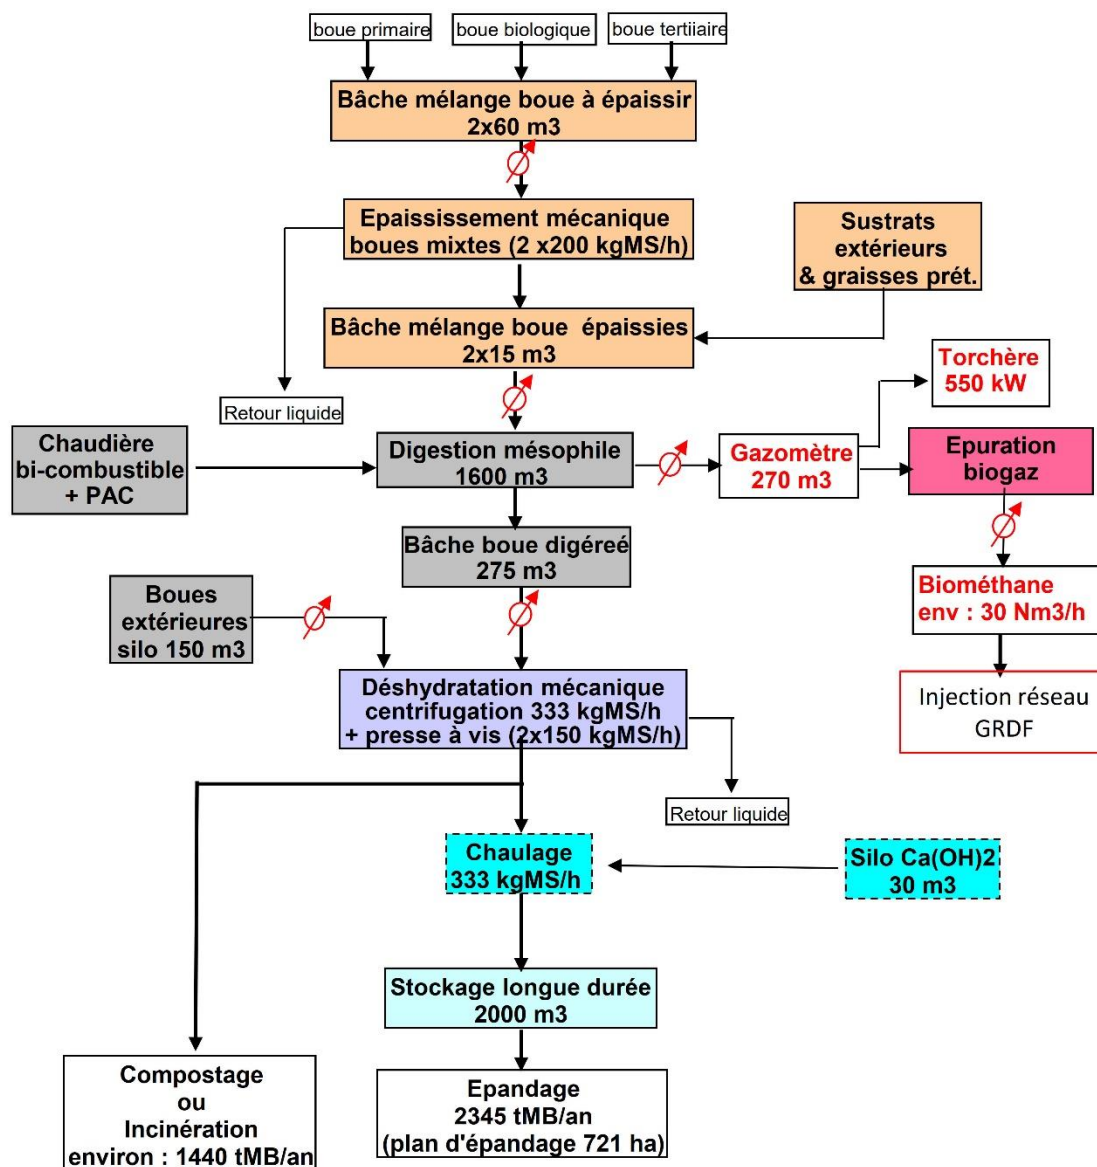 boue primaire
boue biologique
boue tertiiaire
Bâche mélange boue à épaissir
2x60 m3
Epaississement mécanique
boues mixtes (2 x200 kgMS/h)
Sustrats
extérieurs
& graisses prét.
Bâche mélange boue épaissies
2x15 m3
Torchère
550 kW
Retour liquide
Chaudière
bi-combustible
+ PAC
Digestion mésophile
1600 m3
Gazomètre
270 m3
Epuration
biogaz
Bâche boue digéreé
275 m3
Boues
extérieures
silo 150 m3
Biométhane
env : 30 Nm3/h
Déshydratation mécanique
centrifugation 333 kgMS/h
+ presse à vis (2x150 kgMS/h)
Injection réseau
GRDF
Retour liquide
Chaulage
333 kgMS/h
Silo Ca(OH)2
30 m3
Stockage longue durée
2000 m3
Compostage
ou
Incinération
environ : 1440 tMB/an
Epandage
2345 tMB/an
(plan d'épandage 721 ha)